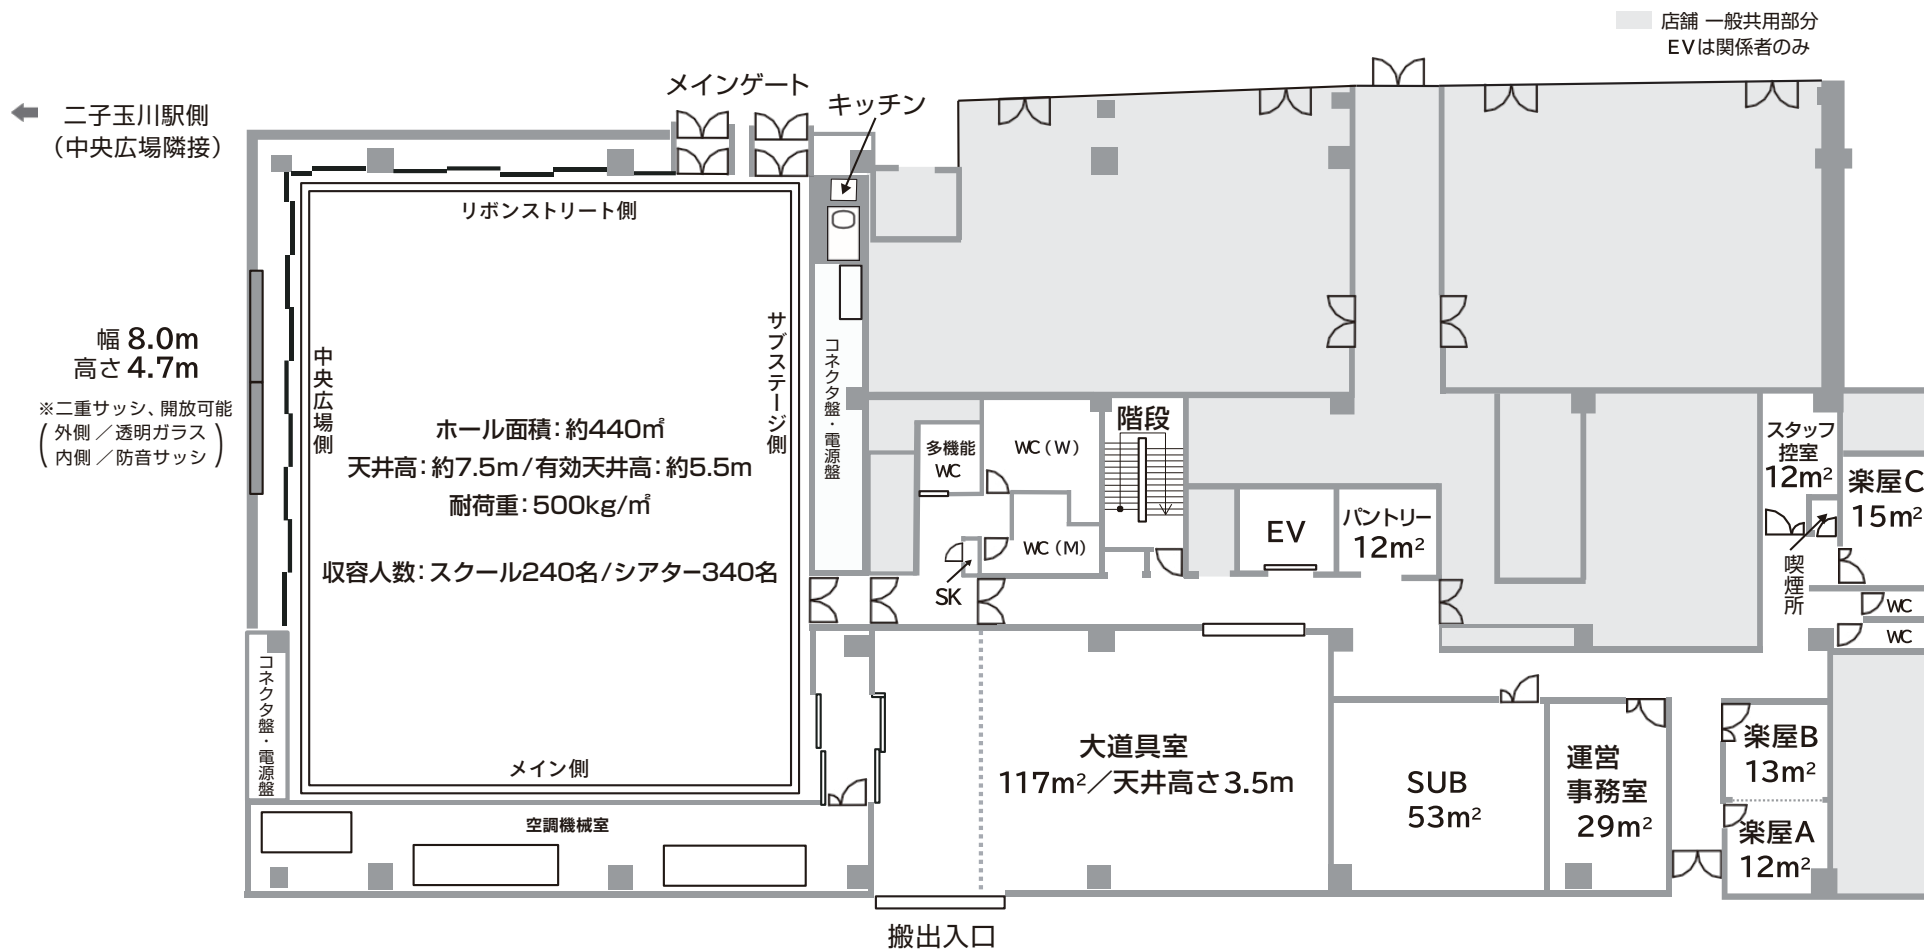 店舗 一般共用部分
EVは関係者のみ
メインゲート
キッチン
二子玉川駅側
（中央広場隣接）
リボンストリート側
幅 8.0m
高さ 4.7m
※二重サッシ、開放可能
外側／透明ガラス
内側／防音サッシ
中央広場側
サブステージ側
コネクタ盤・電源盤
ホール面積：約440㎡
天井高：約7.5m/有効天井高：約5.5m
耐荷重：500kg/㎡
収容人数：スクール240名/シアター340名
メイン側
コネクタ盤・電源盤
空調機械室
多機能
WC
WC（W）
WC（M）
SK
階段
EV
パントリー
12m²
スタッフ
控室
12m²
楽屋C
15m²
喫煙所
WC
WC
大道具室
117m²／天井高さ3.5m
SUB
53m²
運営
事務室
29m²
楽屋B
13m²
楽屋A
12m²
搬出入口